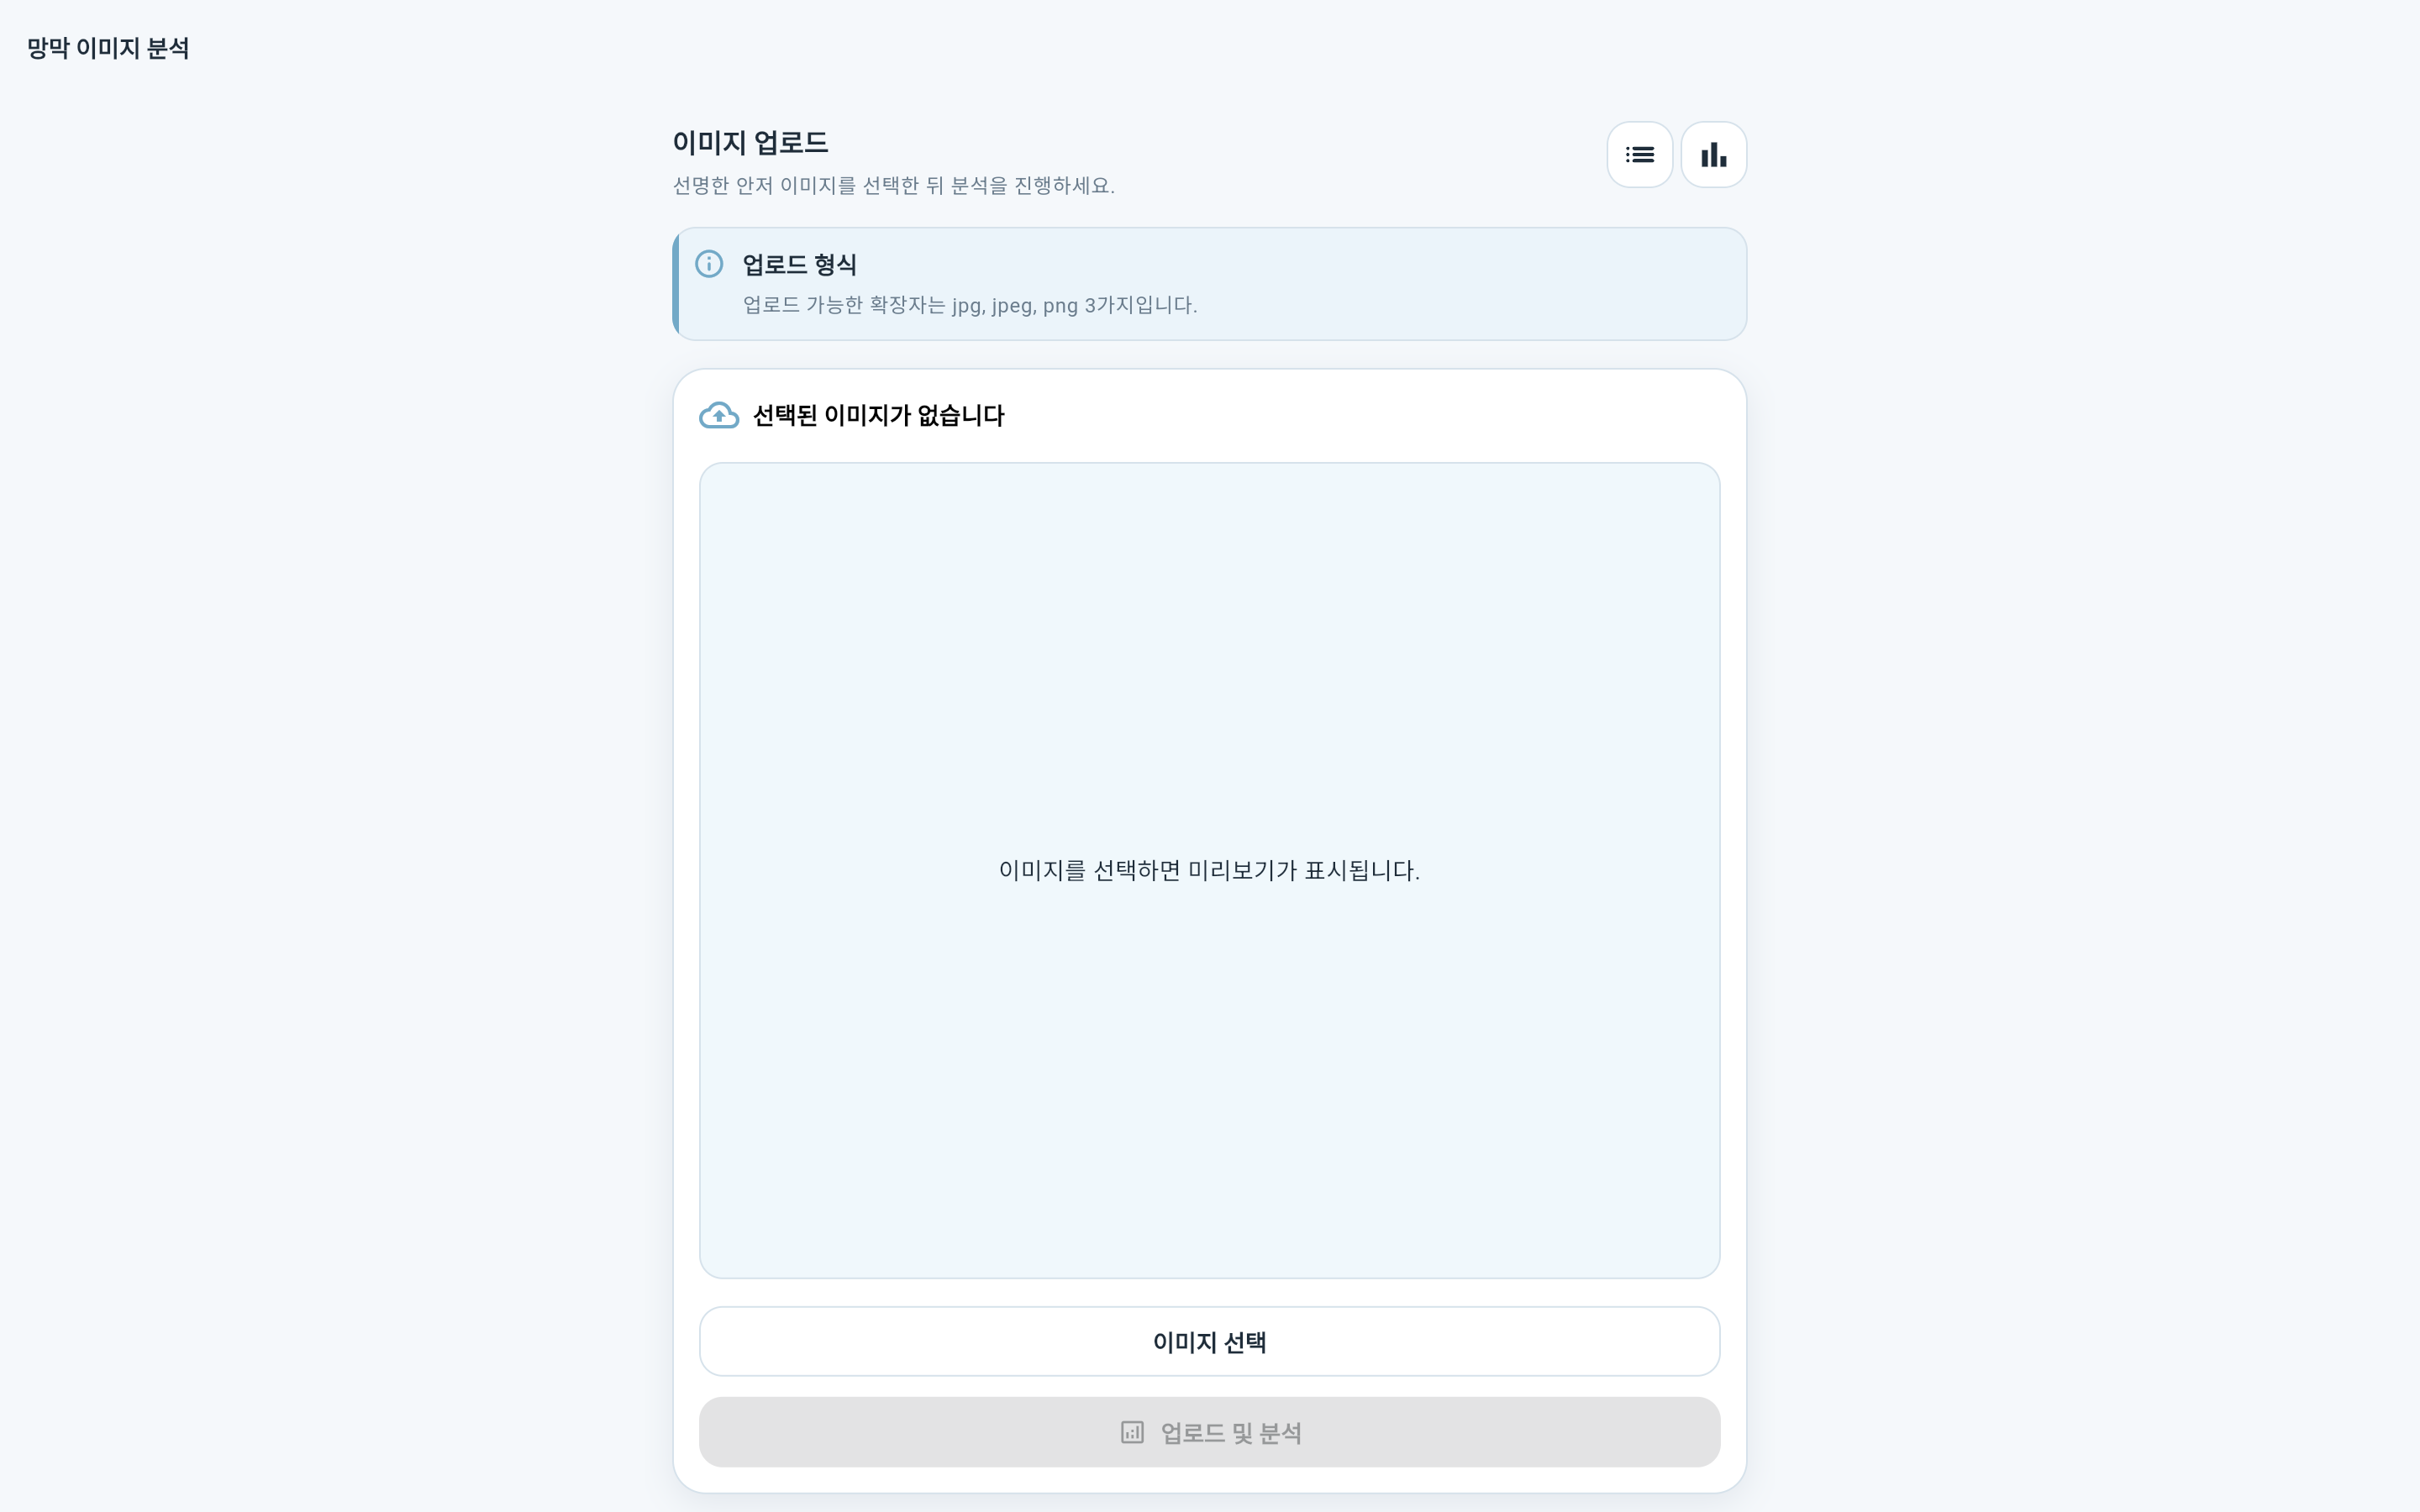 망막 이미지 분석
이미지 업로드
선명한 안저 이미지를 선택한 뒤 분석을 진행하세요.
업로드 형식
업로드 가능한 확장자는 jpg, jpeg, png 3가지입니다.
선택된 이미지가 없습니다
이미지를 선택하면 미리보기가 표시됩니다.
이미지 선택
업로드 및 분석